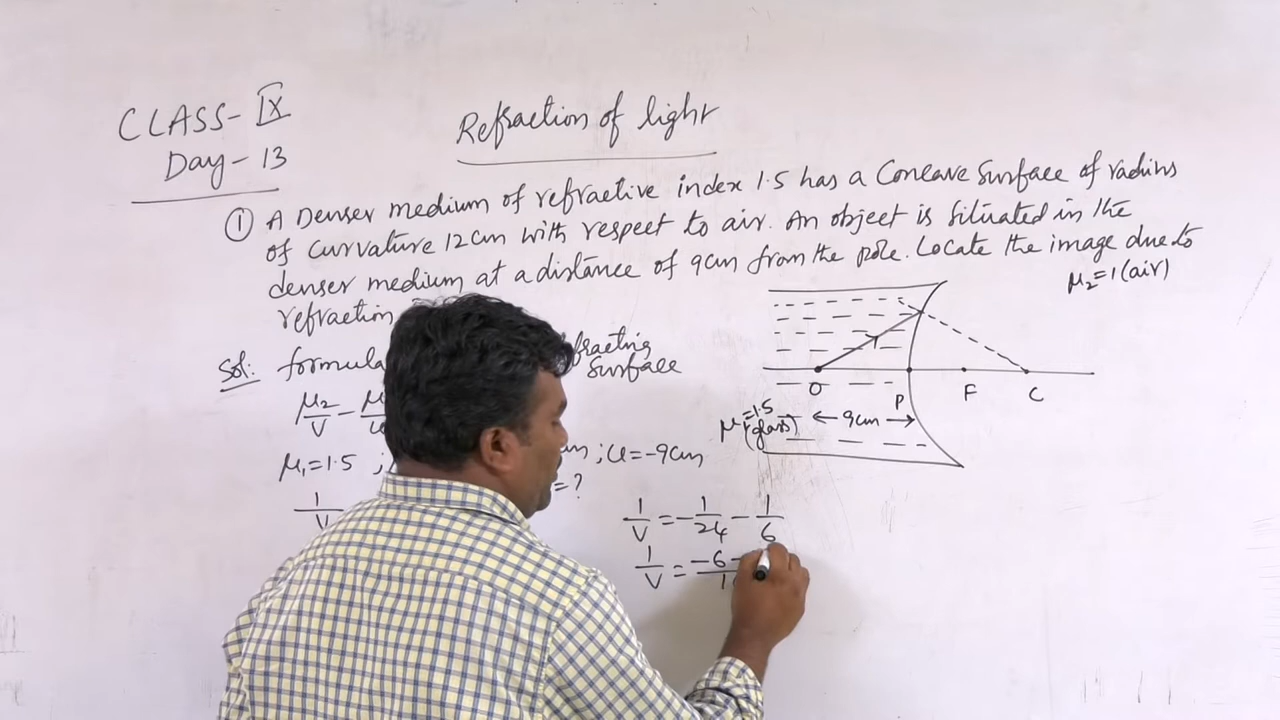 CLASS-IX
Day-13
Refraction of light
① A Denser medium of refractive index 1.5 has a Concave Surface of radius
of curvature 12cm with respect to air. An object is situated in the
denser medium at a distance of 9cm from the pole. Locate the image due to
refraction
μ₂=1(air)
Sol: formula
Surface
μ₂/V - 
μ₁=1.5 ;
; u=-9cm
=?
1/V
1/V = -1/24 - 1/6
1/V = -6-
O
P
F
C
μ=1.5
(glass)
9cm